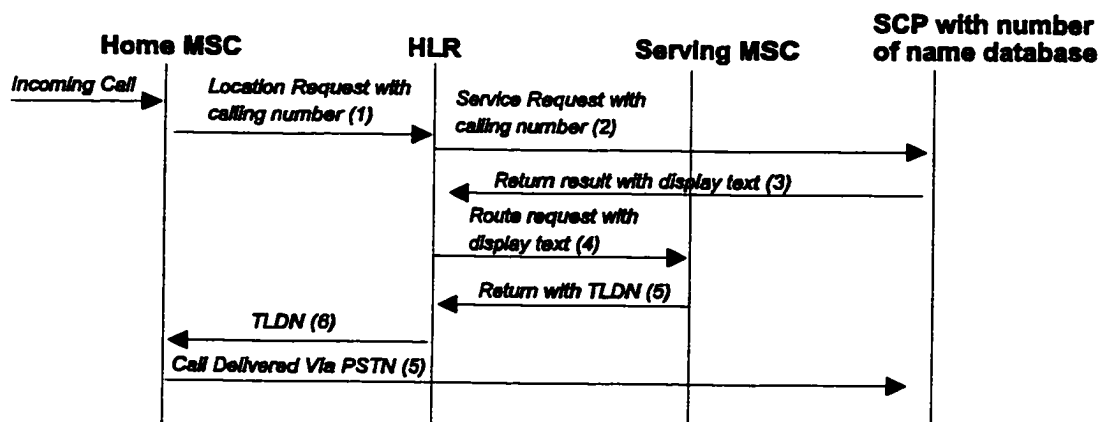 Home MSC
HLR
Serving MSC
SCP with number
of name database
Incoming Call
Location Request with
calling number (1)
Service Request with
calling number (2)
Return result with display text (3)
Route request with
display text (4)
Return with TLDN (5)
TLDN (6)
Call Delivered Via PSTN (5)